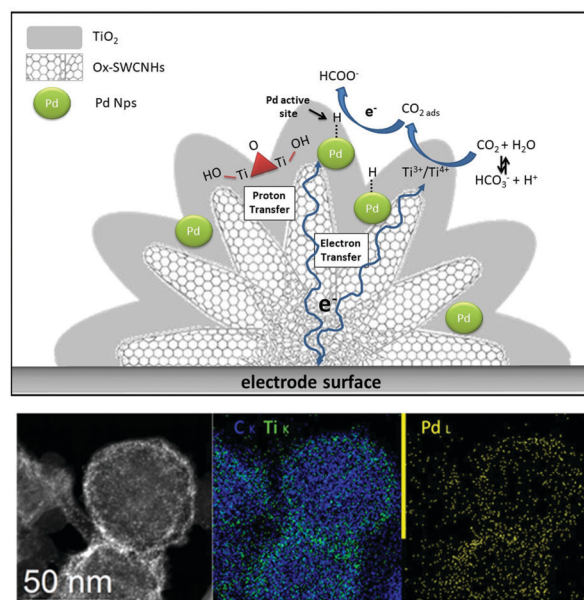 TiO2
Ox-SWCNHs
Pd Pd Nps
HCOO-
Pd active
site
H
e-
CO2 ads
CO2 + H2O
HCO3- + H+
O
OH
HO
Ti
Ti
Pd
H
Ti3+/Ti4+
Proton
Transfer
Pd
Pd
Electron
Transfer
e-
Pd
electrode surface
C K Ti K
Pd L
50 nm